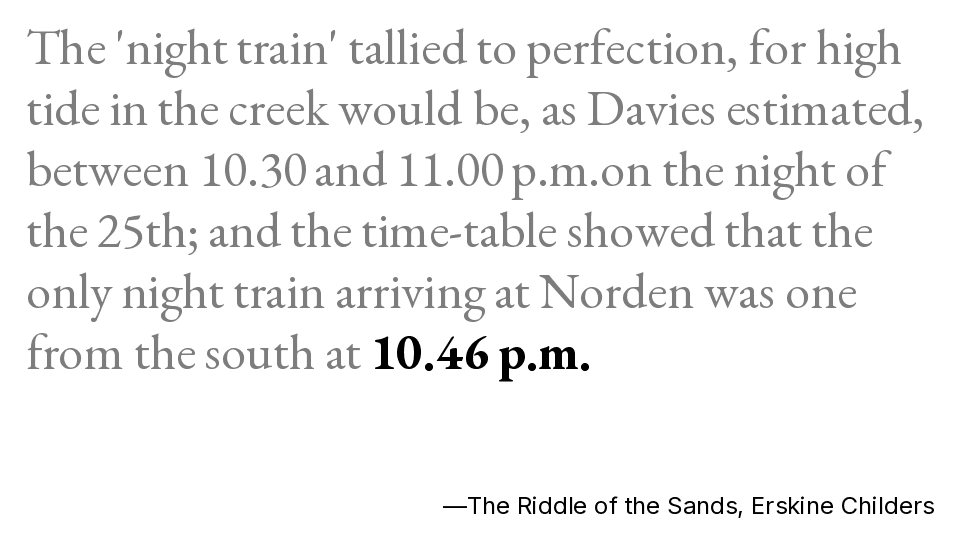 The 'night train' tallied to perfection, for high
tide in the creek would be, as Davies estimated,
between 10.30 and 11.00 p.m.on the night of
the 25th; and the time-table showed that the
only night train arriving at Norden was one
from the south at 10.46 p.m.
—The Riddle of the Sands, Erskine Childers